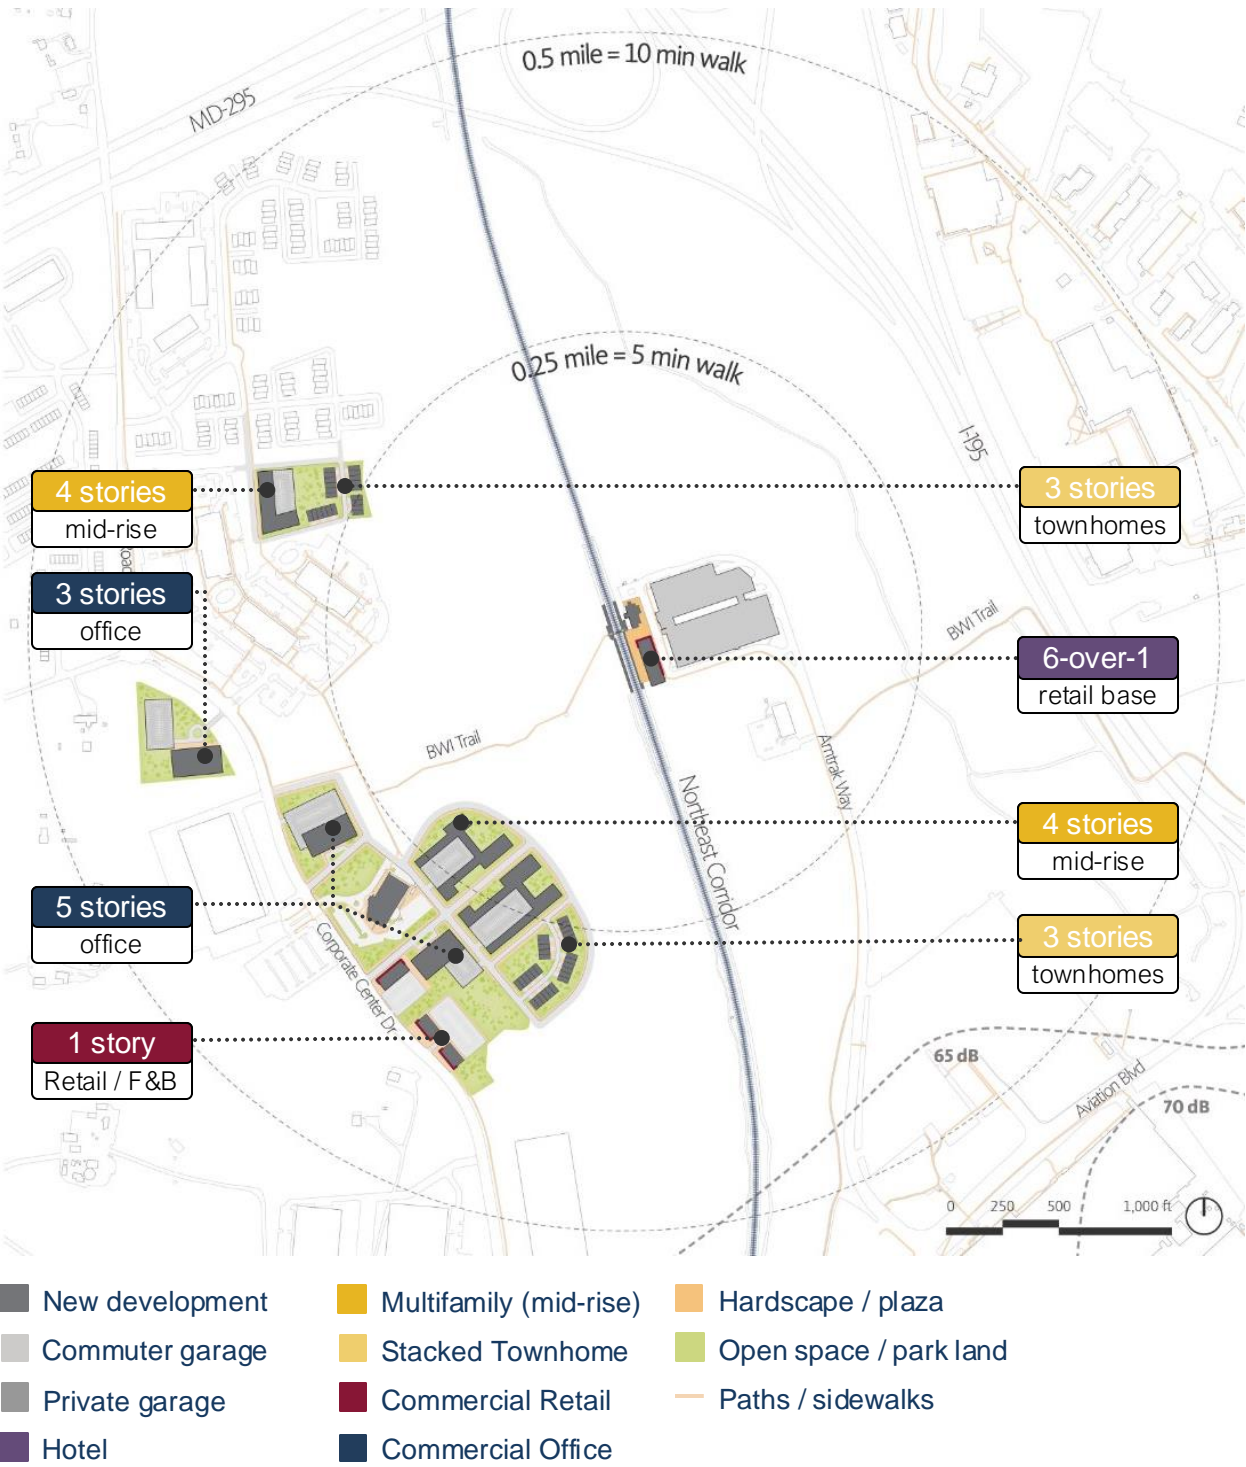 0.5 mile = 10 min walk
MD-295
0.25 mile = 5 min walk
I-195
4 stories
mid-rise
3 stories
townhomes
3 stories
office
BWI Trail
6-over-1
retail base
BWI Trail
Amtrak Way
Northeast Corridor
4 stories
mid-rise
5 stories
office
3 stories
townhomes
Corporate Center Dr.
1 story
Retail / F&B
65 dB
Aviation Blvd
70 dB
0 250 500 1,000 ft
New development
Multifamily (mid-rise)
Hardscape / plaza
Commuter garage
Stacked Townhome
Open space / park land
Private garage
Commercial Retail
Paths / sidewalks
Hotel
Commercial Office